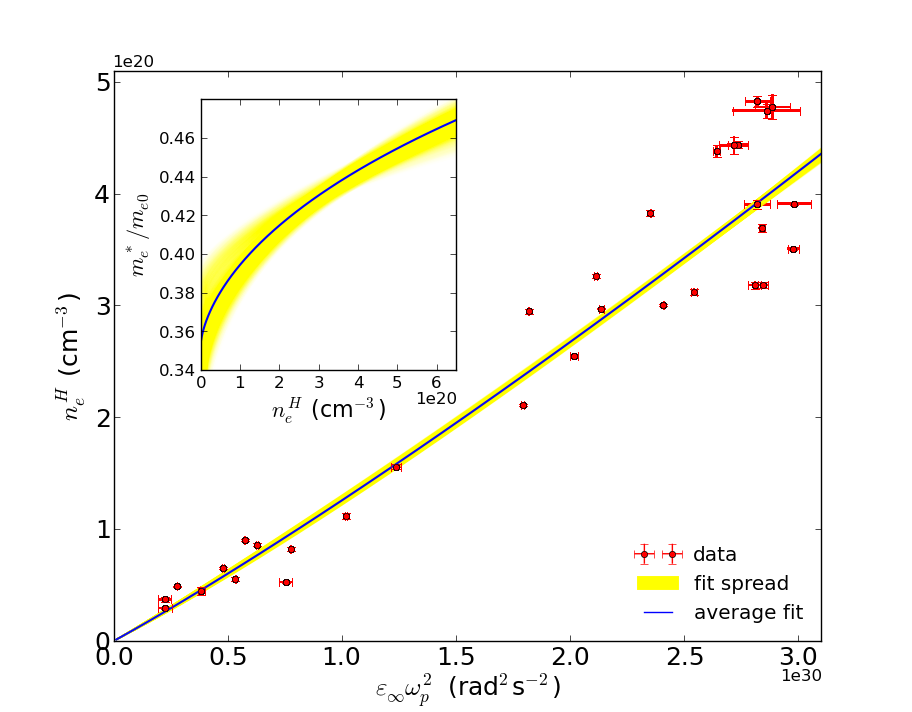 1e20
5
4
3
2
1
0
n_e^H (cm^-3)
0.46
0.44
0.42
0.40
0.38
0.36
0.34
m_e^*/m_e0
0 1 2 3 4 5 6
1e20
n_e^H (cm^-3)
data
fit spread
average fit
0.0 0.5 1.0 1.5 2.0 2.5 3.0
1e30
ε_∞ω_p^2 (rad^2 s^-2)